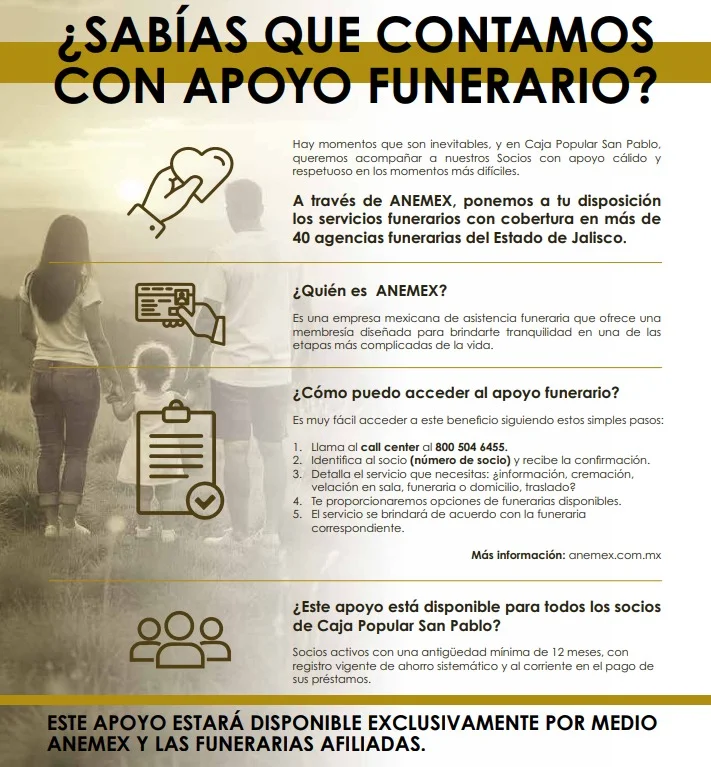 ¿SABÍAS QUE CONTAMOS
CON APOYO FUNERARIO?
Hay momentos que son inevitables, y en Caja Popular San Pablo,
queremos acompañar a nuestros Socios con apoyo cálido y
respetuoso en los momentos más difíciles.
A través de ANEMEX, ponemos a tu disposición
los servicios funerarios con cobertura en más de
40 agencias funerarias del Estado de Jalisco.
¿Quién es ANEMEX?
Es una empresa mexicana de asistencia funeraria que ofrece una
membresía diseñada para brindarte tranquilidad en una de las
etapas más complicadas de la vida.
¿Cómo puedo acceder al apoyo funerario?
Es muy fácil acceder a este beneficio siguiendo estos simples pasos:
1. Llama al call center al 800 504 6455.
2. Identifica al socio (número de socio) y recibe la confirmación.
3. Detalla el servicio que necesitas: ¿información, cremación,
velación en sala, funeraria o domicilio, traslado?
4. Te proporcionaremos opciones de funerarias disponibles.
5. El servicio se brindará de acuerdo con la funeraria
correspondiente.
Más información: anemex.com.mx
¿Este apoyo está disponible para todos los socios
de Caja Popular San Pablo?
Socios activos con una antigüedad mínima de 12 meses, con
registro vigente de ahorro sistemático y al corriente en el pago de
sus préstamos.
ESTE APOYO ESTARÁ DISPONIBLE EXCLUSIVAMENTE POR MEDIO
ANEMEX Y LAS FUNERARIAS AFILIADAS.